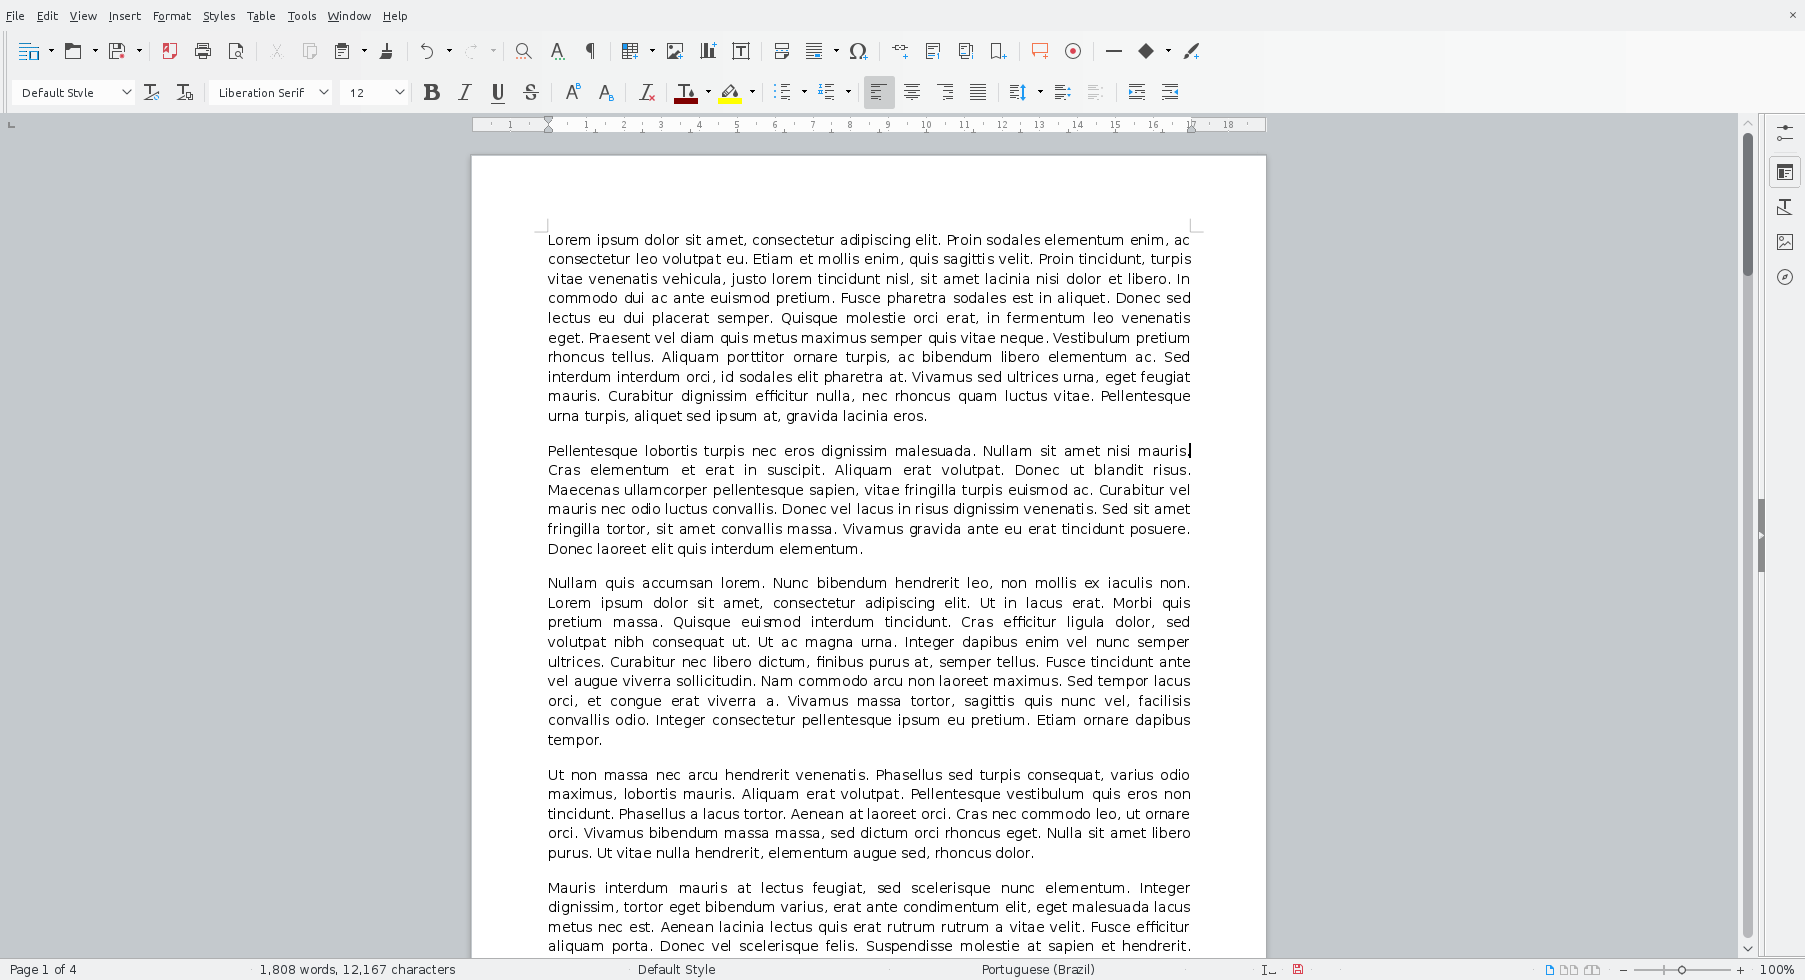 File Edit View Insert Format Styles Table Tools Window Help
Default Style Liberation Serif 12
1 1 2 3 4 5 6 7 8 9 10 11 12 13 14 15 16 17 18
Lorem ipsum dolor sit amet, consectetur adipiscing elit. Proin sodales elementum enim, ac
consectetur leo volutpat eu. Etiam et mollis enim, quis sagittis velit. Proin tincidunt, turpis
vitae venenatis vehicula, justo lorem tincidunt nisl, sit amet lacinia nisi dolor et libero. In
commodo dui ac ante euismod pretium. Fusce pharetra sodales est in aliquet. Donec sed
lectus eu dui placerat semper. Quisque molestie orci erat, in fermentum leo venenatis
eget. Praesent vel diam quis metus maximus semper quis vitae neque. Vestibulum pretium
rhoncus tellus. Aliquam porttitor ornare turpis, ac bibendum libero elementum ac. Sed
interdum interdum orci, id sodales elit pharetra at. Vivamus sed ultrices urna, eget feugiat
mauris. Curabitur dignissim efficitur nulla, nec rhoncus quam luctus vitae. Pellentesque
urna turpis, aliquet sed ipsum at, gravida lacinia eros.
Pellentesque lobortis turpis nec eros dignissim malesuada. Nullam sit amet nisi mauris.
Cras elementum et erat in suscipit. Aliquam erat volutpat. Donec ut blandit risus.
Maecenas ullamcorper pellentesque sapien, vitae fringilla turpis euismod ac. Curabitur vel
mauris nec odio luctus convallis. Donec vel lacus in risus dignissim venenatis. Sed sit amet
fringilla tortor, sit amet convallis massa. Vivamus gravida ante eu erat tincidunt posuere.
Donec laoreet elit quis interdum elementum.
Nullam quis accumsan lorem. Nunc bibendum hendrerit leo, non mollis ex iaculis non.
Lorem ipsum dolor sit amet, consectetur adipiscing elit. Ut in lacus erat. Morbi quis
pretium massa. Quisque euismod interdum tincidunt. Cras efficitur ligula dolor, sed
volutpat nibh consequat ut. Ut ac magna urna. Integer dapibus enim vel nunc semper
ultrices. Curabitur nec libero dictum, finibus purus at, semper tellus. Fusce tincidunt ante
vel augue viverra sollicitudin. Nam commodo arcu non laoreet maximus. Sed tempor lacus
orci, et congue erat viverra a. Vivamus massa tortor, sagittis quis nunc vel, facilisis
convallis odio. Integer consectetur pellentesque ipsum eu pretium. Etiam ornare dapibus
tempor.
Ut non massa nec arcu hendrerit venenatis. Phasellus sed turpis consequat, varius odio
maximus, lobortis mauris. Aliquam erat volutpat. Pellentesque vestibulum quis eros non
tincidunt. Phasellus a lacus tortor. Aenean at laoreet orci. Cras nec commodo leo, ut ornare
orci. Vivamus bibendum massa massa, sed dictum orci rhoncus eget. Nulla sit amet libero
purus. Ut vitae nulla hendrerit, elementum augue sed, rhoncus dolor.
Mauris interdum mauris at lectus feugiat, sed scelerisque nunc elementum. Integer
dignissim, tortor eget bibendum varius, erat ante condimentum elit, eget malesuada lacus
metus nec est. Aenean lacinia lectus quis erat rutrum rutrum a vitae velit. Fusce efficitur
aliquam porta. Donec vel scelerisque felis. Suspendisse molestie at sapien et hendrerit.
Page 1 of 4 1,808 words, 12,167 characters Default Style Portuguese (Brazil) 100%